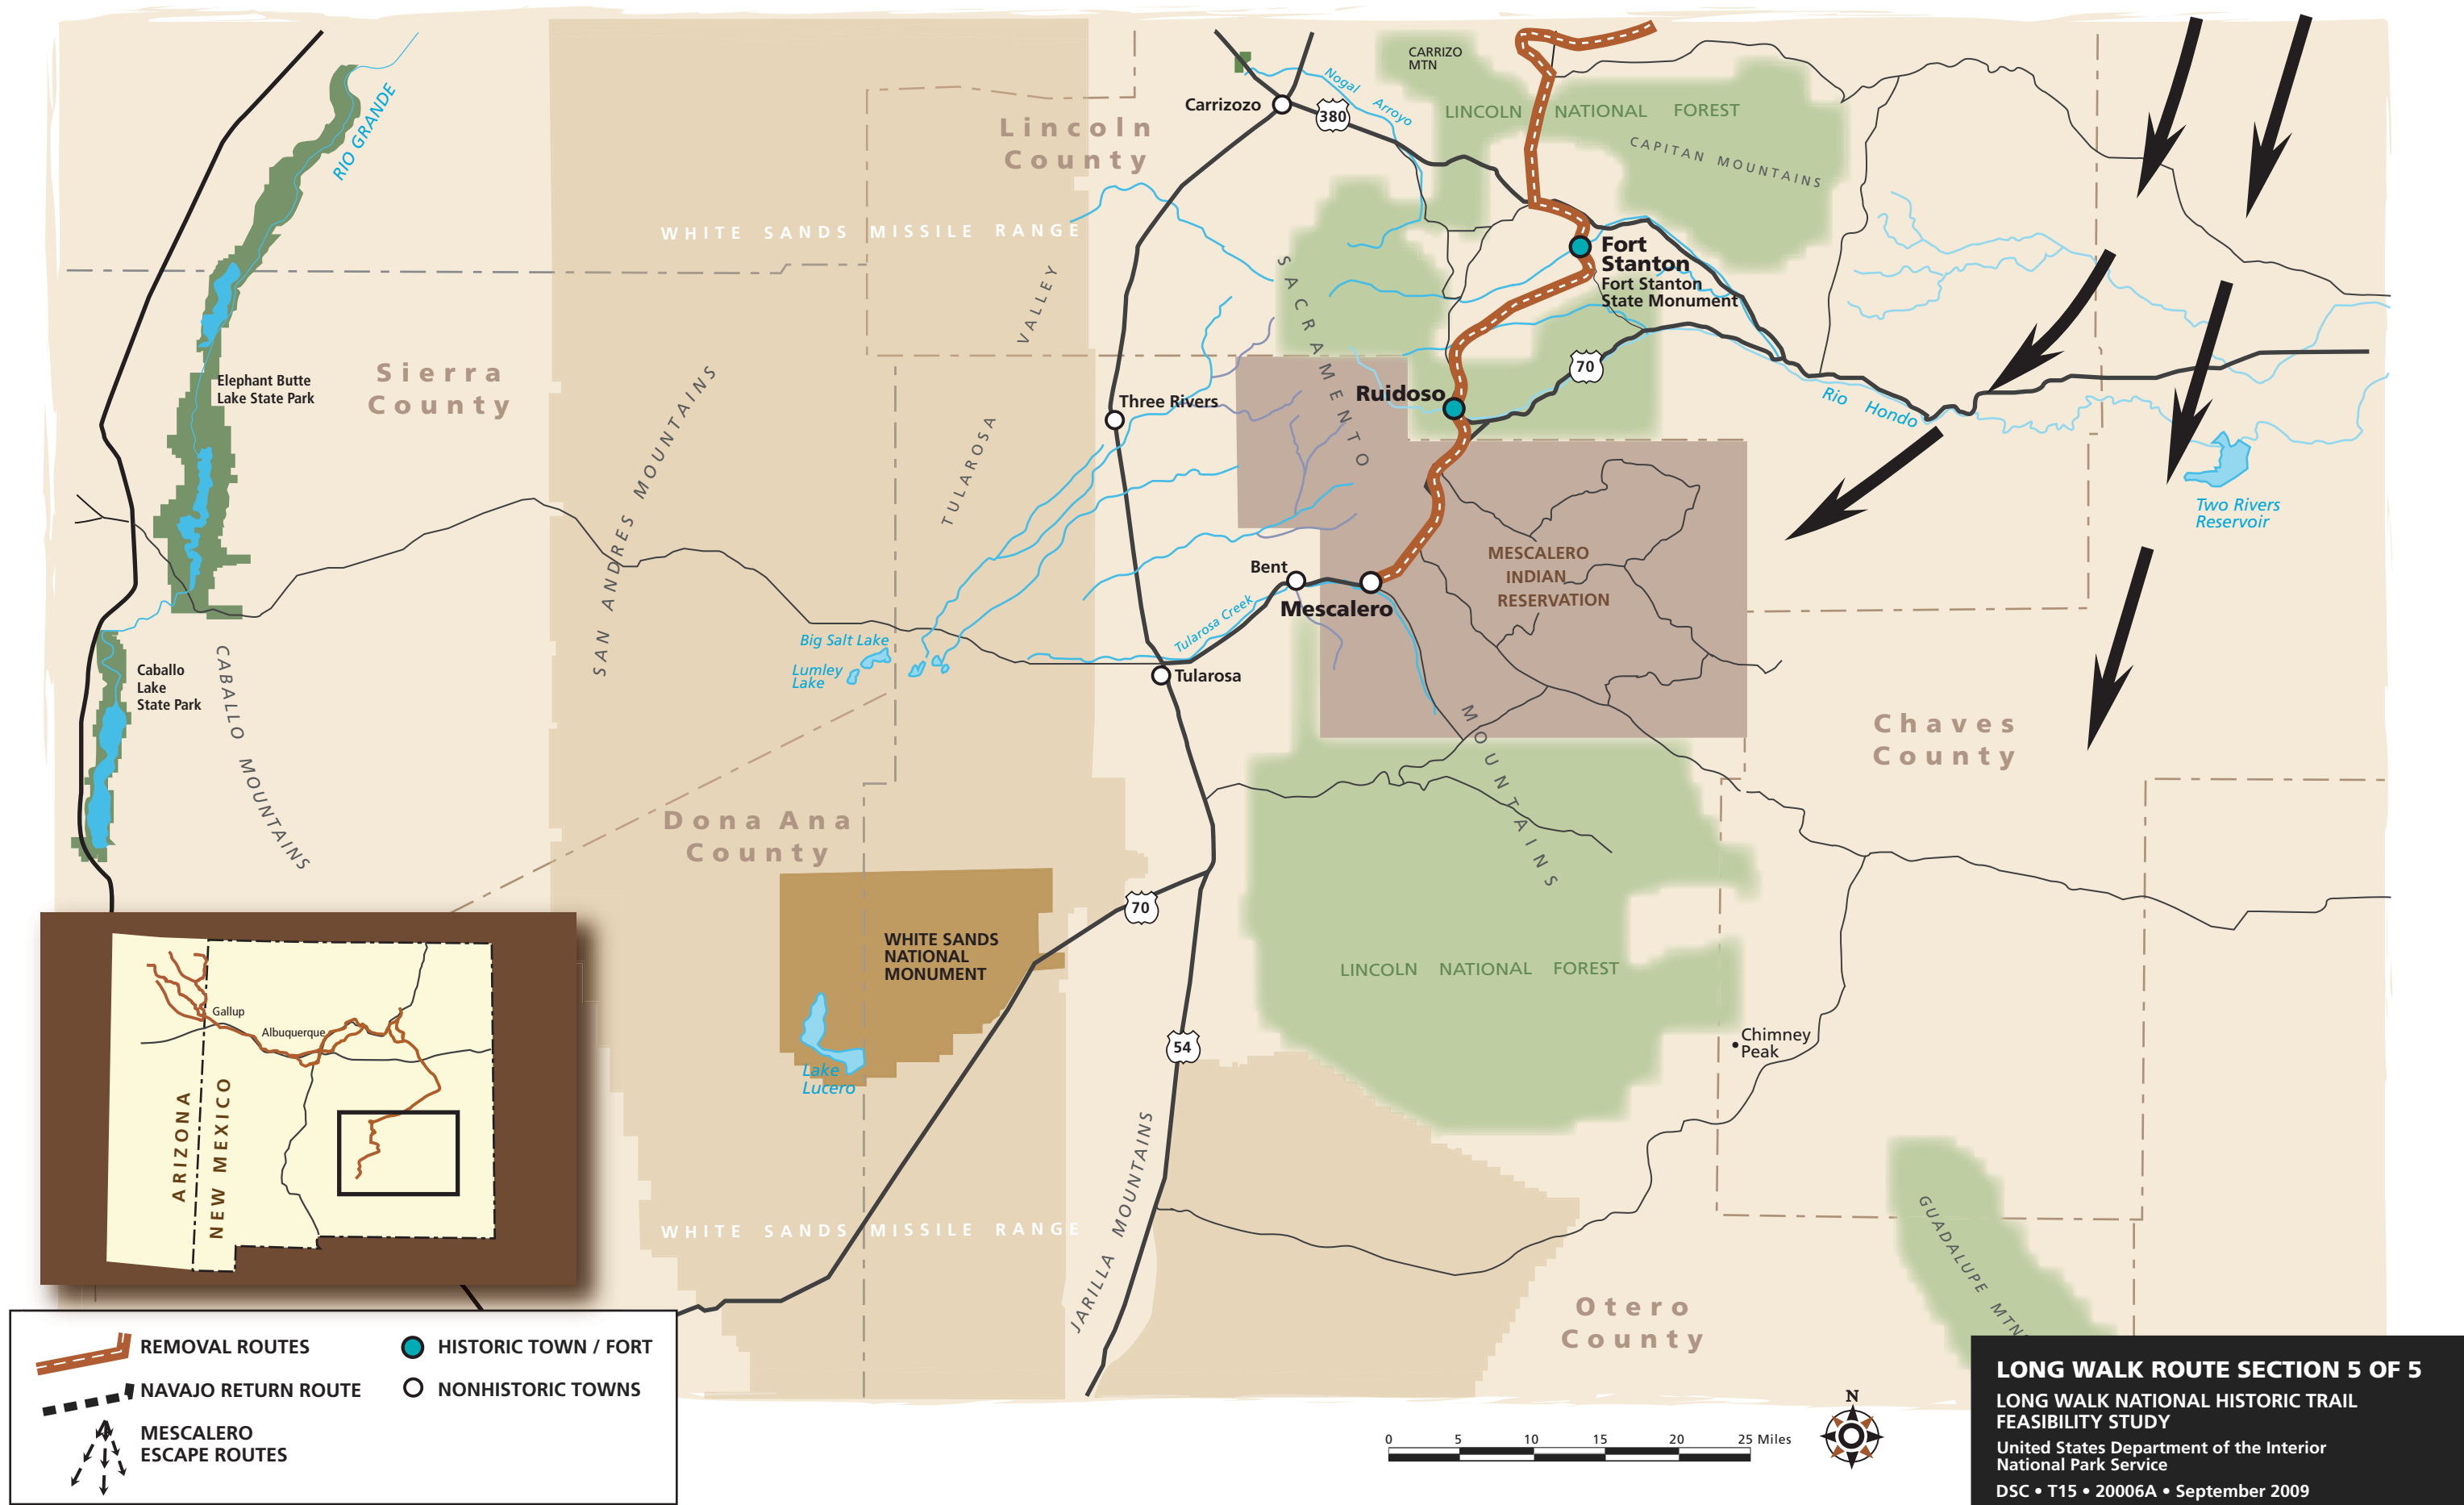 CARRIZO
MTN
Nogal Arroyo
RIO GRANDE
Carrizozo
380
LINCOLN NATIONAL FOREST
Lincoln
County
CAPITAN MOUNTAINS
WHITE SANDS MISSILE RANGE
Fort
Stanton
Fort Stanton
State Monument
SACRAMENTO
VALLEY
TULAROSA
SAN ANDRES MOUNTAINS
Sierra
County
Elephant Butte
Lake State Park
Three Rivers
Ruidoso
70
Rio Hondo
Two Rivers
Reservoir
MESCALERO
INDIAN
RESERVATION
Bent
Mescalero
Tularosa Creek
Tularosa
Big Salt Lake
Lumley
Lake
Caballo
Lake
State Park
CABALLO MOUNTAINS
MOUNTAINS
Chaves
County
Dona Ana
County
70
WHITE SANDS
NATIONAL
MONUMENT
LINCOLN NATIONAL FOREST
Lake
Lucero
54
Chimney
Peak
Gallup
Albuquerque
ARIZONA
NEW MEXICO
WHITE SANDS MISSILE RANGE
JARILLA MOUNTAINS
GUADALUPE MTNS
Otero
County
REMOVAL ROUTES
NAVAJO RETURN ROUTE
MESCALERO
ESCAPE ROUTES
HISTORIC TOWN / FORT
NONHISTORIC TOWNS
0 5 10 15 20 25 Miles
N
LONG WALK ROUTE SECTION 5 OF 5
LONG WALK NATIONAL HISTORIC TRAIL
FEASIBILITY STUDY
United States Department of the Interior
National Park Service
DSC • T15 • 20006A • September 2009